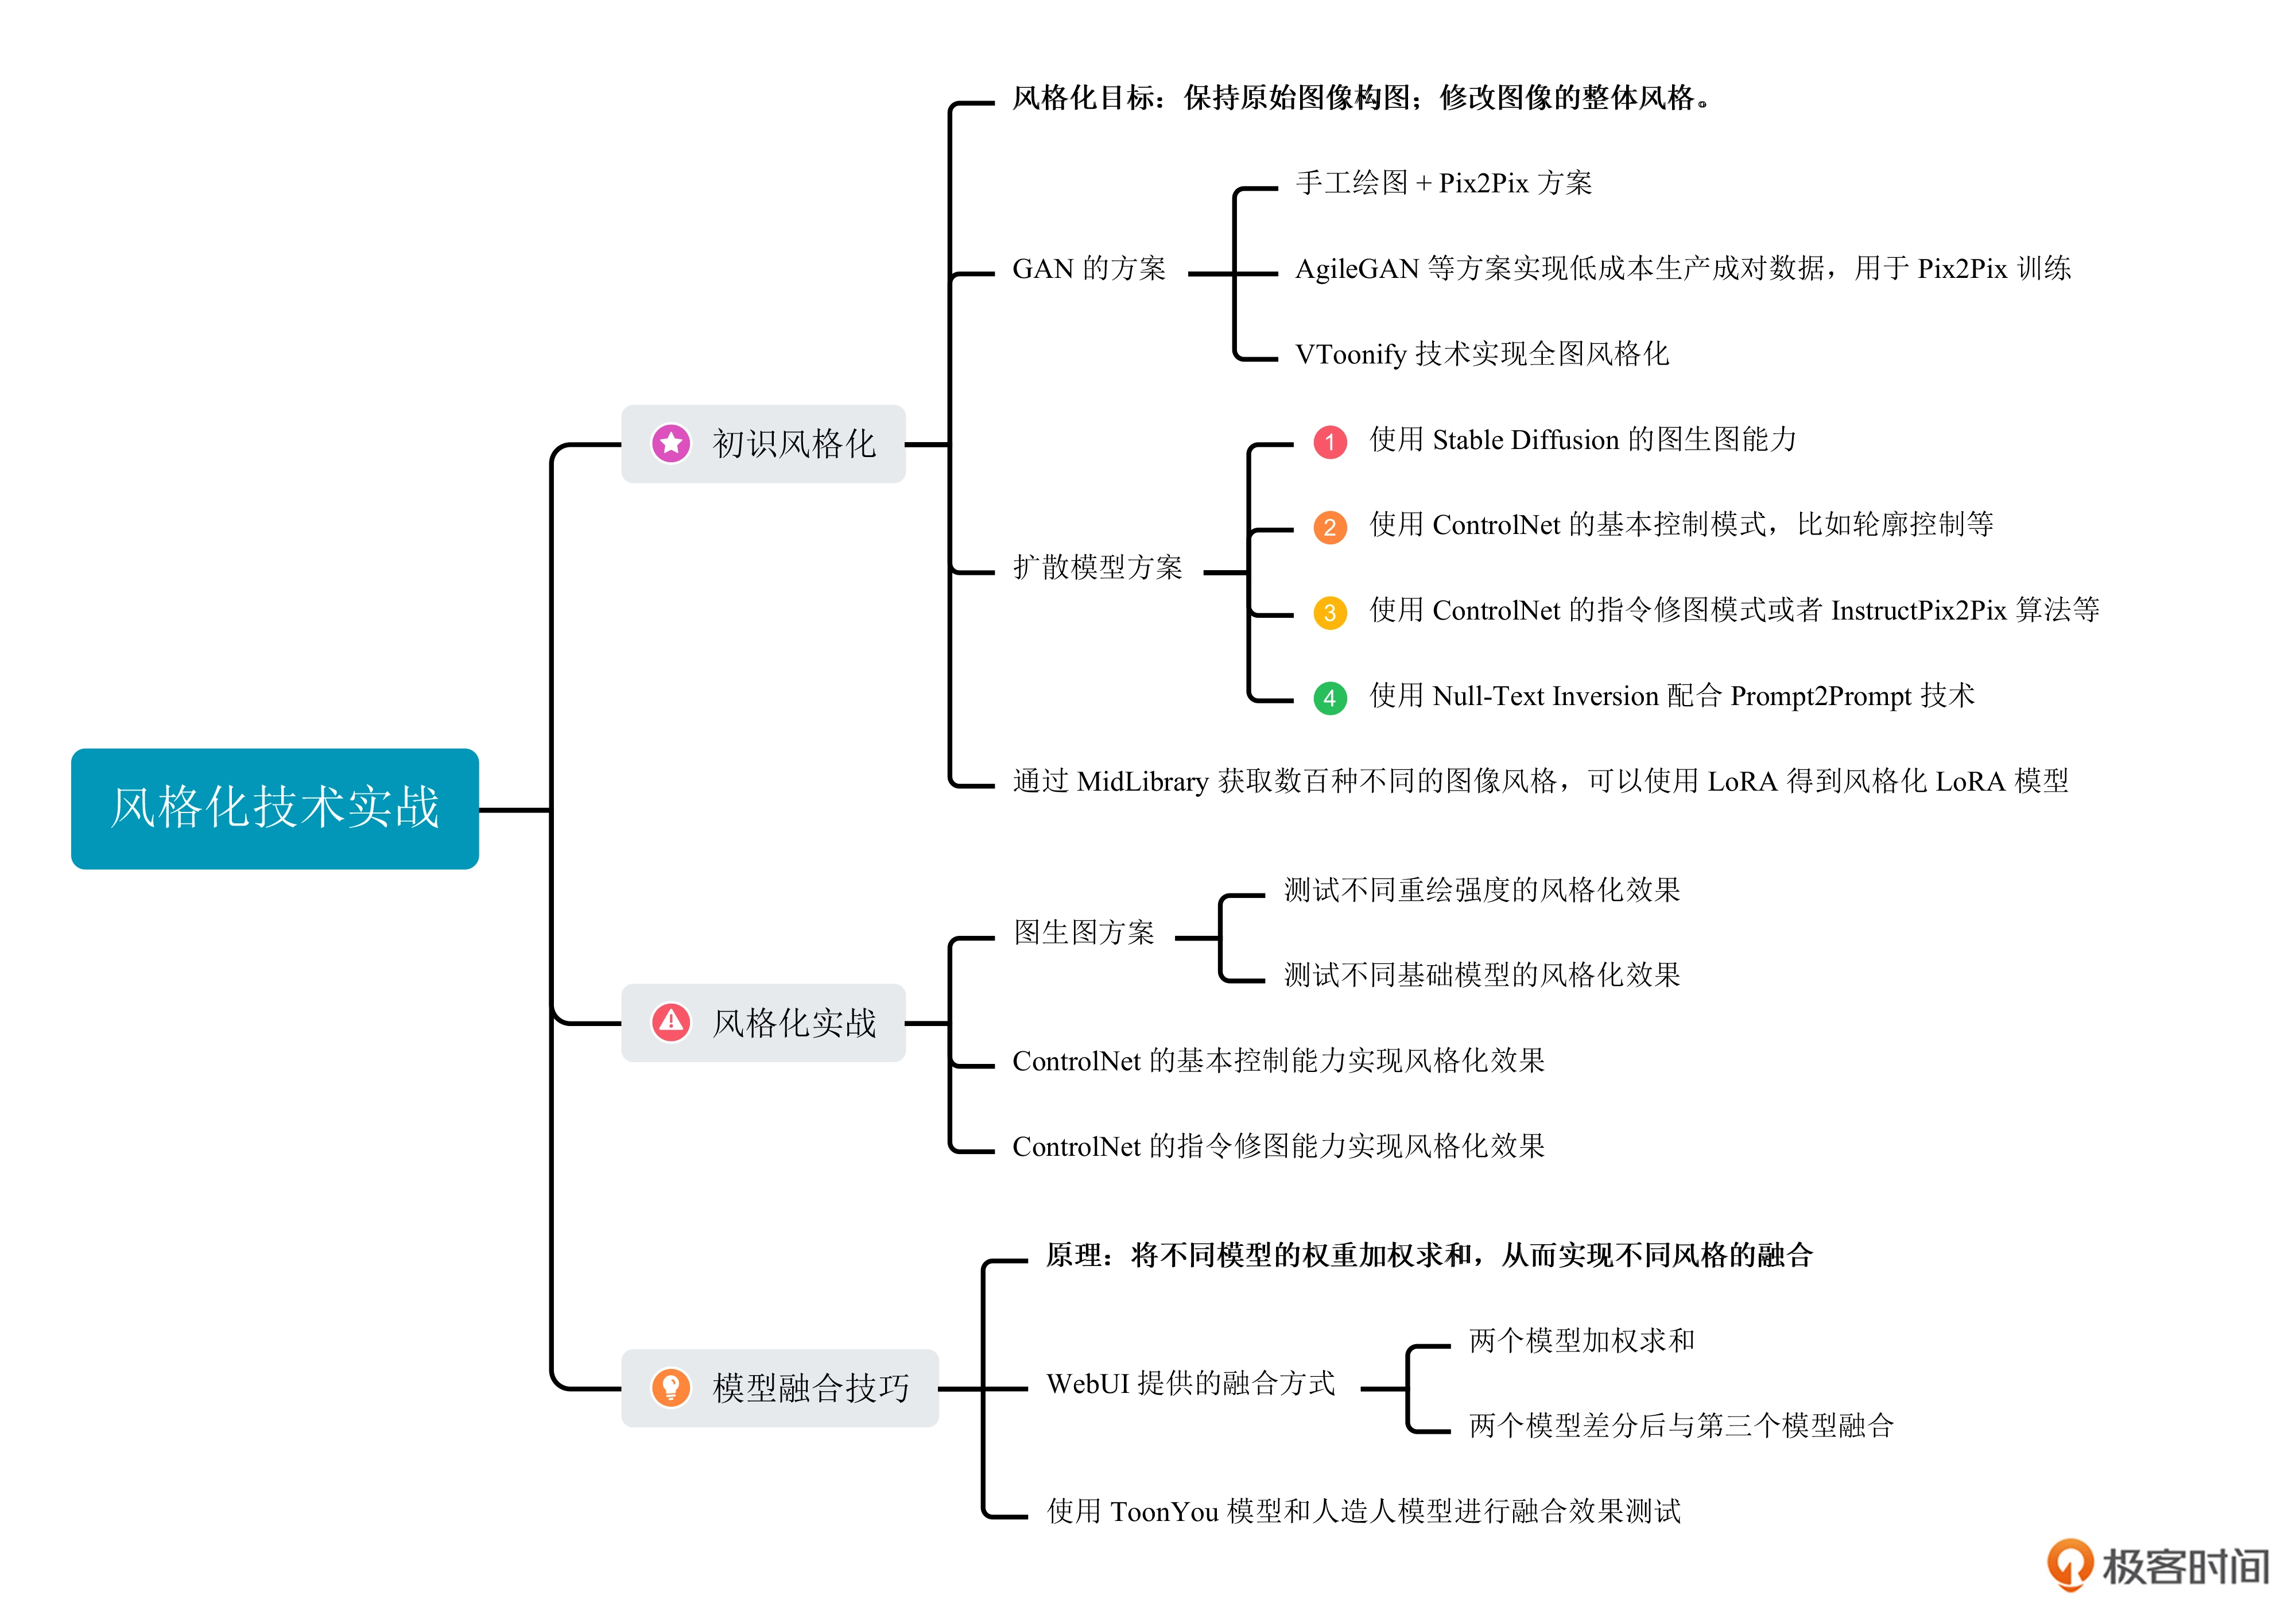 风格化技术实战
初识风格化
风格化目标：保持原始图像构图；修改图像的整体风格。
GAN 的方案
手工绘图 + Pix2Pix 方案
AgileGAN 等方案实现低成本生产成对数据，用于 Pix2Pix 训练
VToonify 技术实现全图风格化
扩散模型方案
1 使用 Stable Diffusion 的图生图能力
2 使用 ControlNet 的基本控制模式，比如轮廓控制等
3 使用 ControlNet 的指令修图模式或者 InstructPix2Pix 算法等
4 使用 Null-Text Inversion 配合 Prompt2Prompt 技术
通过 MidLibrary 获取数百种不同的图像风格，可以使用 LoRA 得到风格化 LoRA 模型
风格化实战
图生图方案
测试不同重绘强度的风格化效果
测试不同基础模型的风格化效果
ControlNet 的基本控制能力实现风格化效果
ControlNet 的指令修图能力实现风格化效果
模型融合技巧
原理：将不同模型的权重加权求和，从而实现不同风格的融合
WebUI 提供的融合方式
两个模型加权求和
两个模型差分后与第三个模型融合
使用 ToonYou 模型和人造人模型进行融合效果测试
极客时间